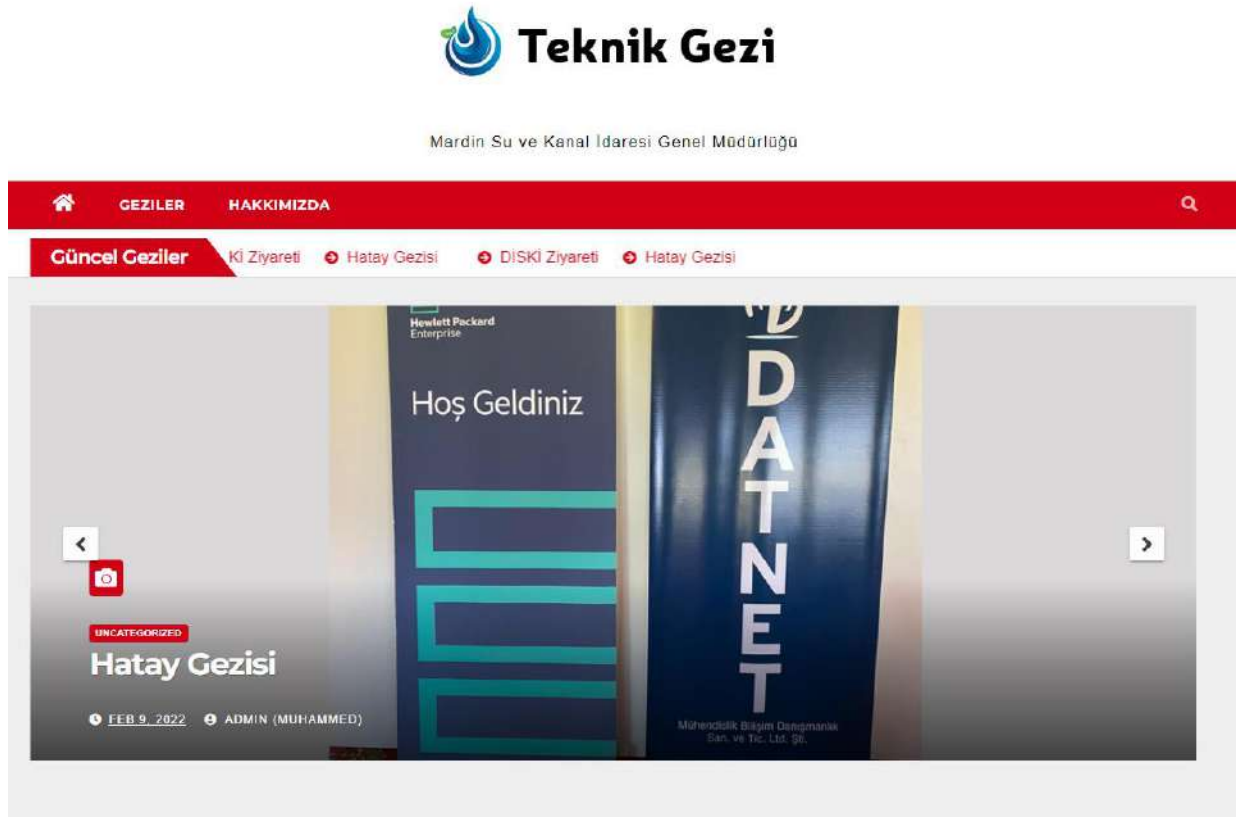 Teknik Gezi
Mardin Su ve Kanal İdaresi Genel Müdürlüğü
GEZILER HAKKIMIZDA
Güncel Geziler Kİ Ziyareti Hatay Gezisi DİSKİ Ziyareti Hatay Gezisi
Hewlett Packard
Enterprise
Hoş Geldiniz
DATNET
Mühendislik Bilişim Danışmanlık
San. ve Tic. Ltd. Şti.
UNCATEGORIZED
Hatay Gezisi
FEB 9, 2022 ADMIN (MUHAMMED)